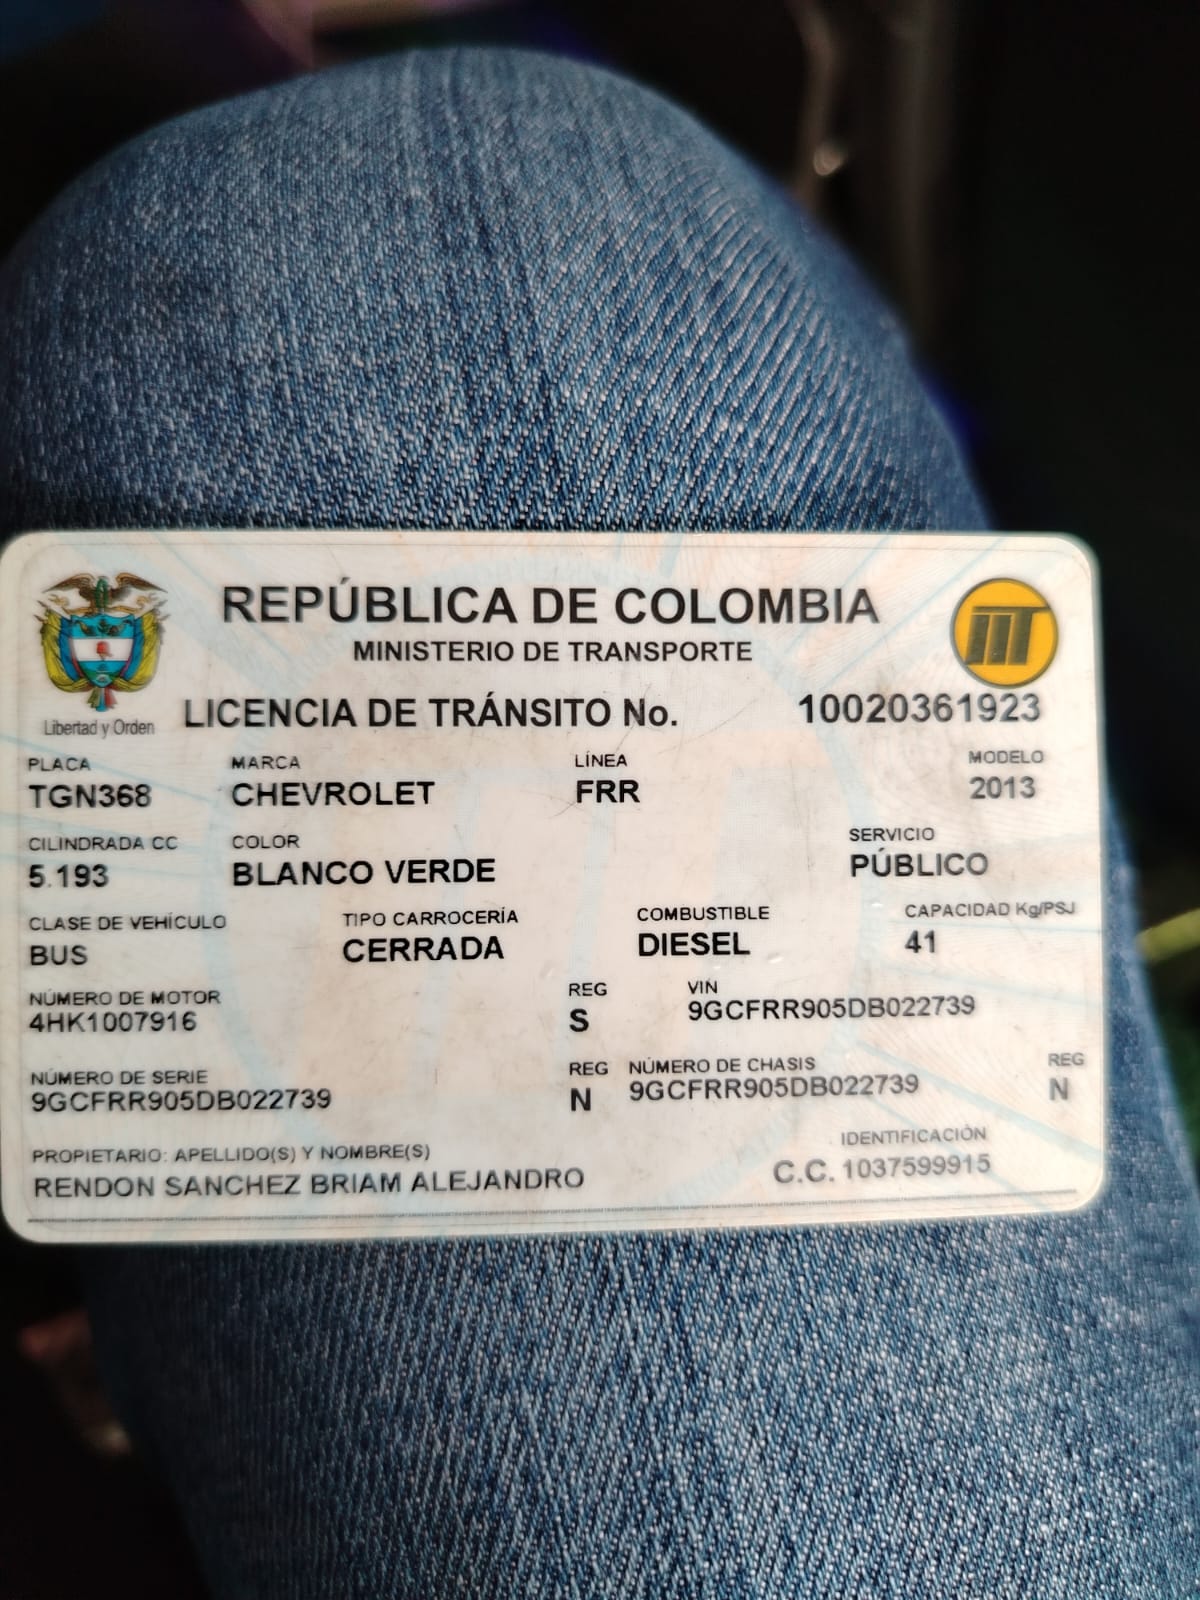 REPÚBLICA DE COLOMBIA
MINISTERIO DE TRANSPORTE
Libertad y Orden
LICENCIA DE TRÁNSITO No. 10020361923
PLACA MARCA LÍNEA MODELO
TGN368 CHEVROLET FRR 2013
CILINDRADA CC COLOR SERVICIO
5.193 BLANCO VERDE PÚBLICO
CLASE DE VEHÍCULO TIPO CARROCERÍA COMBUSTIBLE CAPACIDAD Kg/PSJ
BUS CERRADA DIESEL 41
NÚMERO DE MOTOR REG VIN
4HK1007916 S 9GCFRR905DB022739
NÚMERO DE SERIE REG NÚMERO DE CHASIS REG
9GCFRR905DB022739 N 9GCFRR905DB022739 N
PROPIETARIO: APELLIDO(S) Y NOMBRE(S) IDENTIFICACIÓN
RENDON SANCHEZ BRIAM ALEJANDRO C.C. 1037599915